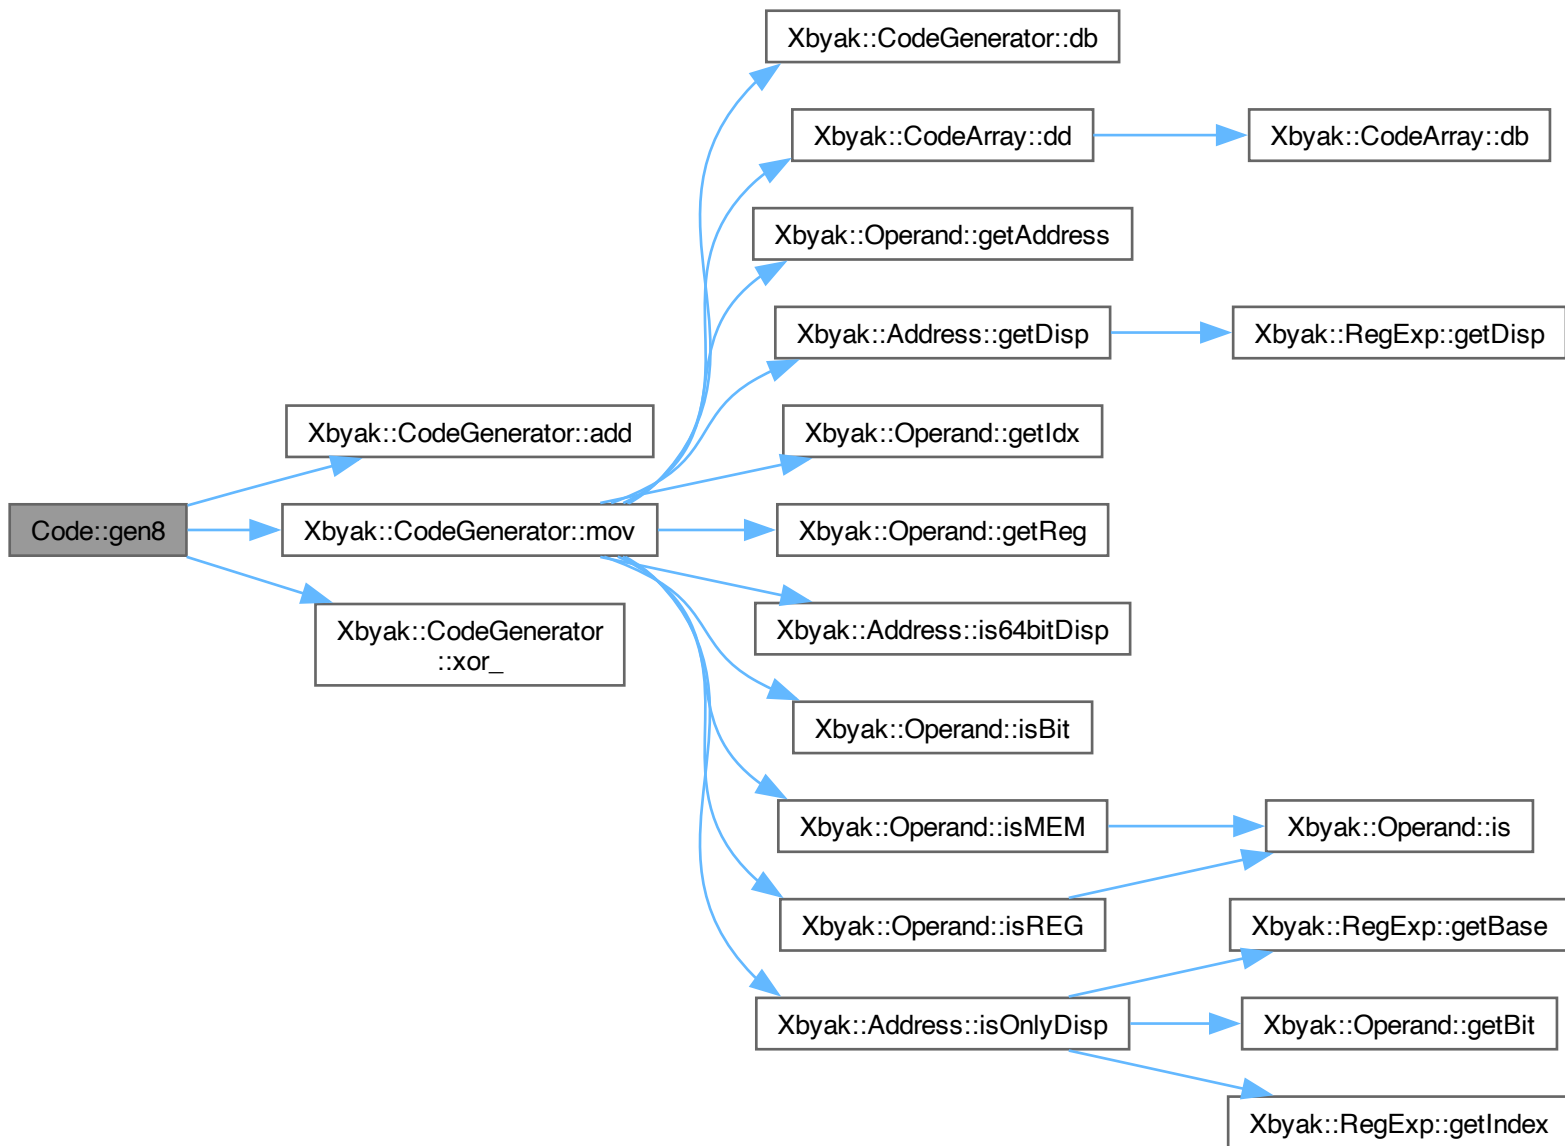 Xbyak::CodeGenerator::db
Xbyak::CodeArray::dd
Xbyak::CodeArray::db
Xbyak::Operand::getAddress
Xbyak::Address::getDisp
Xbyak::RegExp::getDisp
Xbyak::CodeGenerator::add
Xbyak::Operand::getIdx
Code::gen8
Xbyak::CodeGenerator::mov
Xbyak::Operand::getReg
Xbyak::CodeGenerator
::xor_
Xbyak::Address::is64bitDisp
Xbyak::Operand::isBit
Xbyak::Operand::isMEM
Xbyak::Operand::is
Xbyak::Operand::isREG
Xbyak::RegExp::getBase
Xbyak::Address::isOnlyDisp
Xbyak::Operand::getBit
Xbyak::RegExp::getIndex